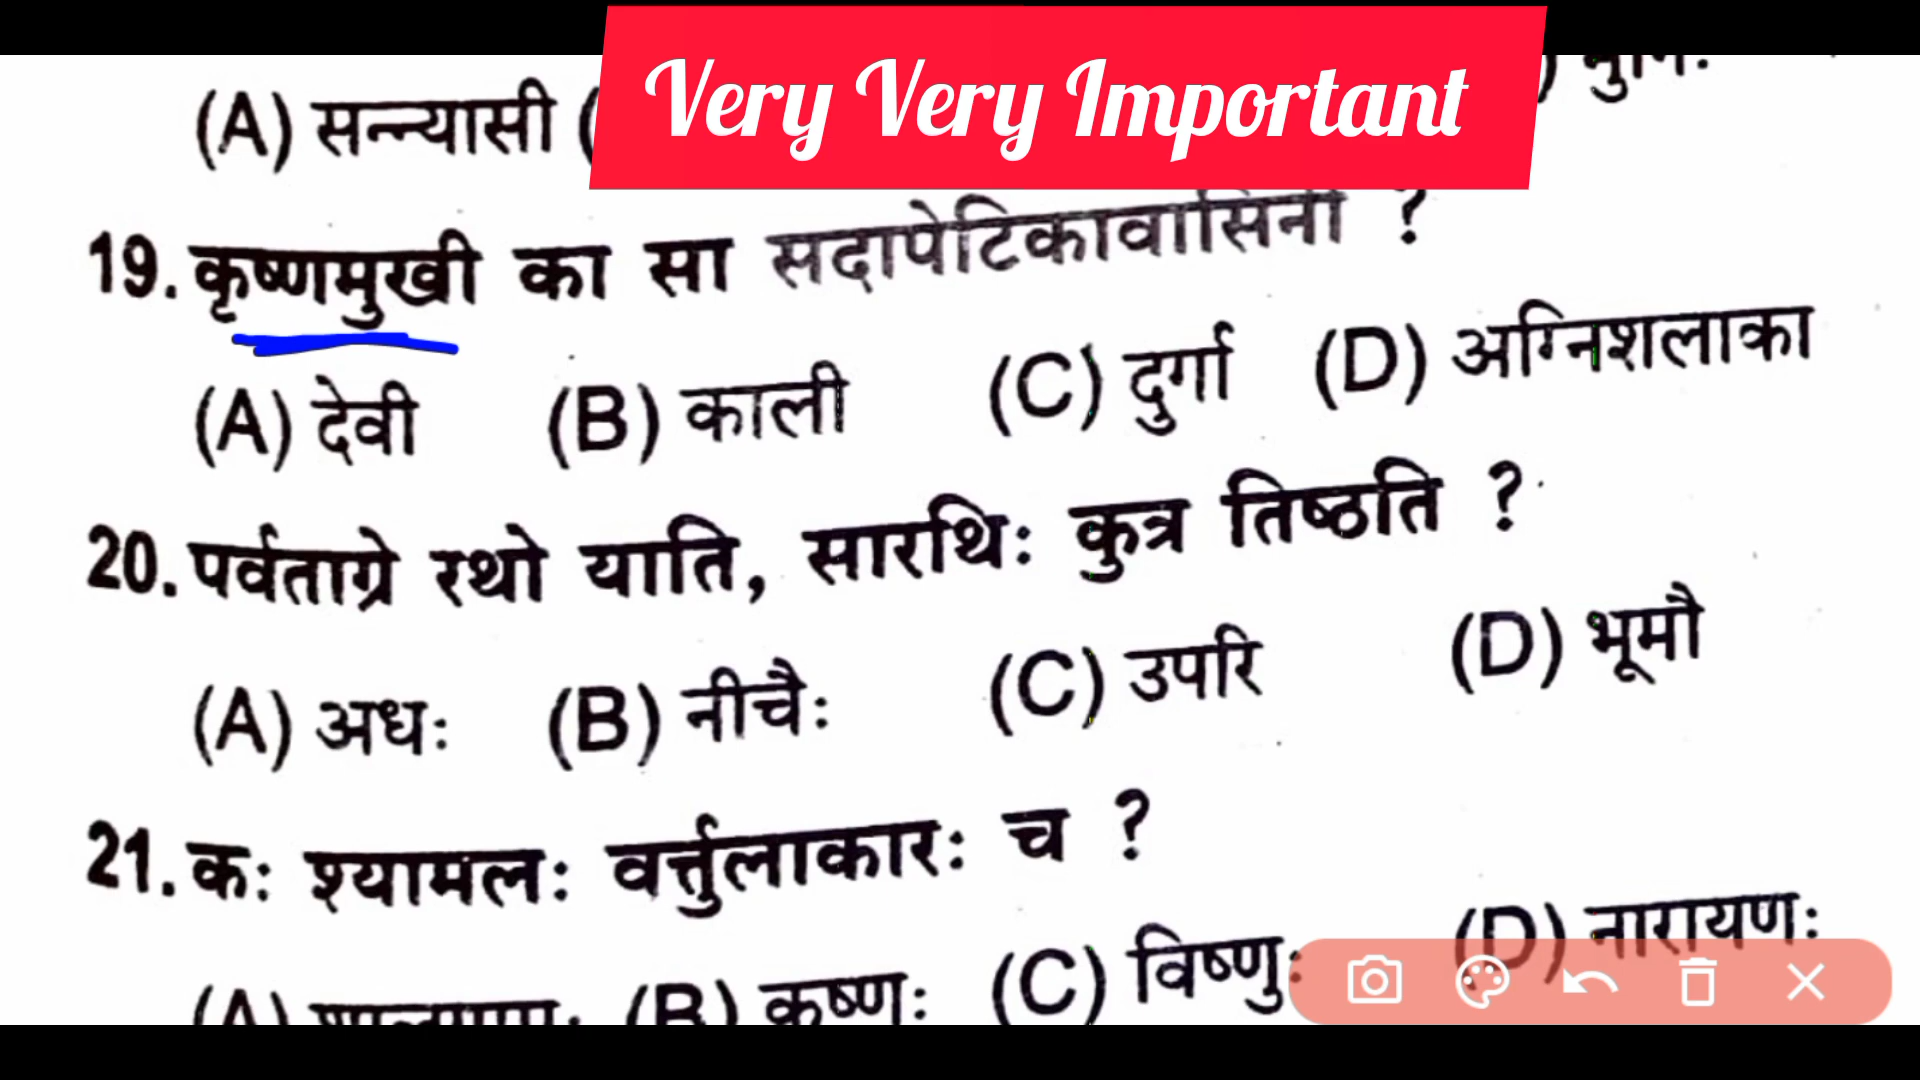 Very Very Important
(A) सन्न्यासी (
19. कृष्णमुखी का सा सदापेटिकावासिनी ?
(A) देवी (B) काली (C) दुर्गा (D) अग्निशलाका
20. पर्वताग्रे रथो याति, सारथिः कुत्र तिष्ठति ?
(A) अधः (B) नीचैः (C) उपरि (D) भूमौ
21. कः श्यामलः वर्त्तुलाकारः च ?
(A) (B) कृष्णः (C) विष्णुः (D) नारायणः